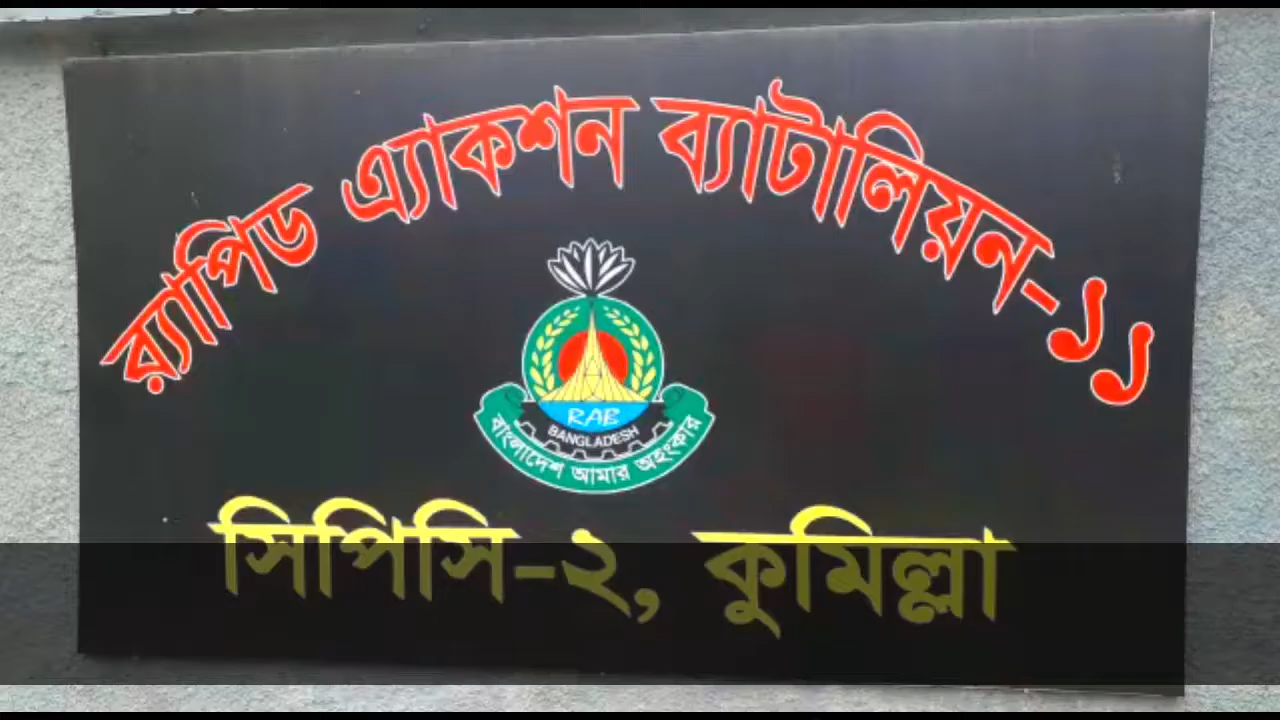 র‍্যাপিড এ্যাকশন ব্যাটালিয়ন-১১
RAB
BANGLADESH
বাংলাদেশ আমার অহংকার
সিপিসি-২, কুমিল্লা